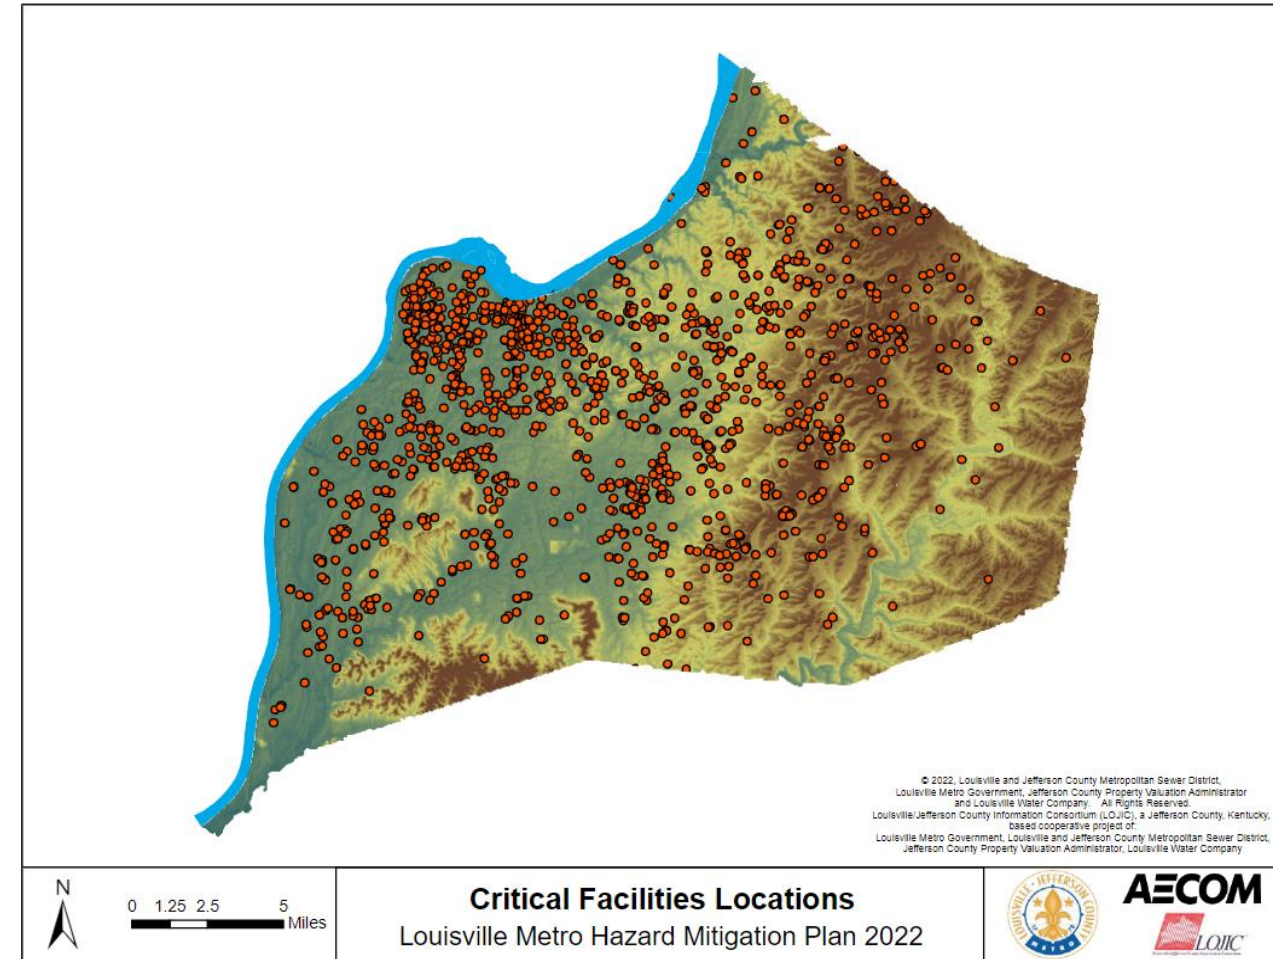 © 2022, Louisville and Jefferson County Metropolitan Sewer District,
Louisville Metro Government, Jefferson County Property Valuation Administrator
and Louisville Water Company. All Rights Reserved.
Louisville/Jefferson County Information Consortium (LOJIC), a Jefferson County, Kentucky,
based cooperative project of:
Louisville Metro Government, Louisville and Jefferson County Metropolitan Sewer District,
Jefferson County Property Valuation Administrator, Louisville Water Company
N
0 1.25 2.5 5
Miles
Critical Facilities Locations
Louisville Metro Hazard Mitigation Plan 2022
LOUISVILLE · JEFFERSON COUNTY
METRO
AECOM
LOJIC